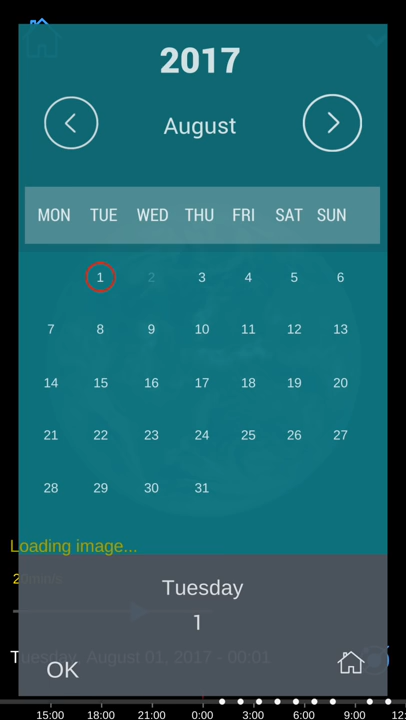 2017
August
MON TUE WED THU FRI SAT SUN
1 2 3 4 5 6
7 8 9 10 11 12 13
14 15 16 17 18 19 20
21 22 23 24 25 26 27
28 29 30 31
Loading image...
Tuesday
1
Tuesday, August 01, 2017 - 00:01
OK
15:00 18:00 21:00 0:00 3:00 6:00 9:00